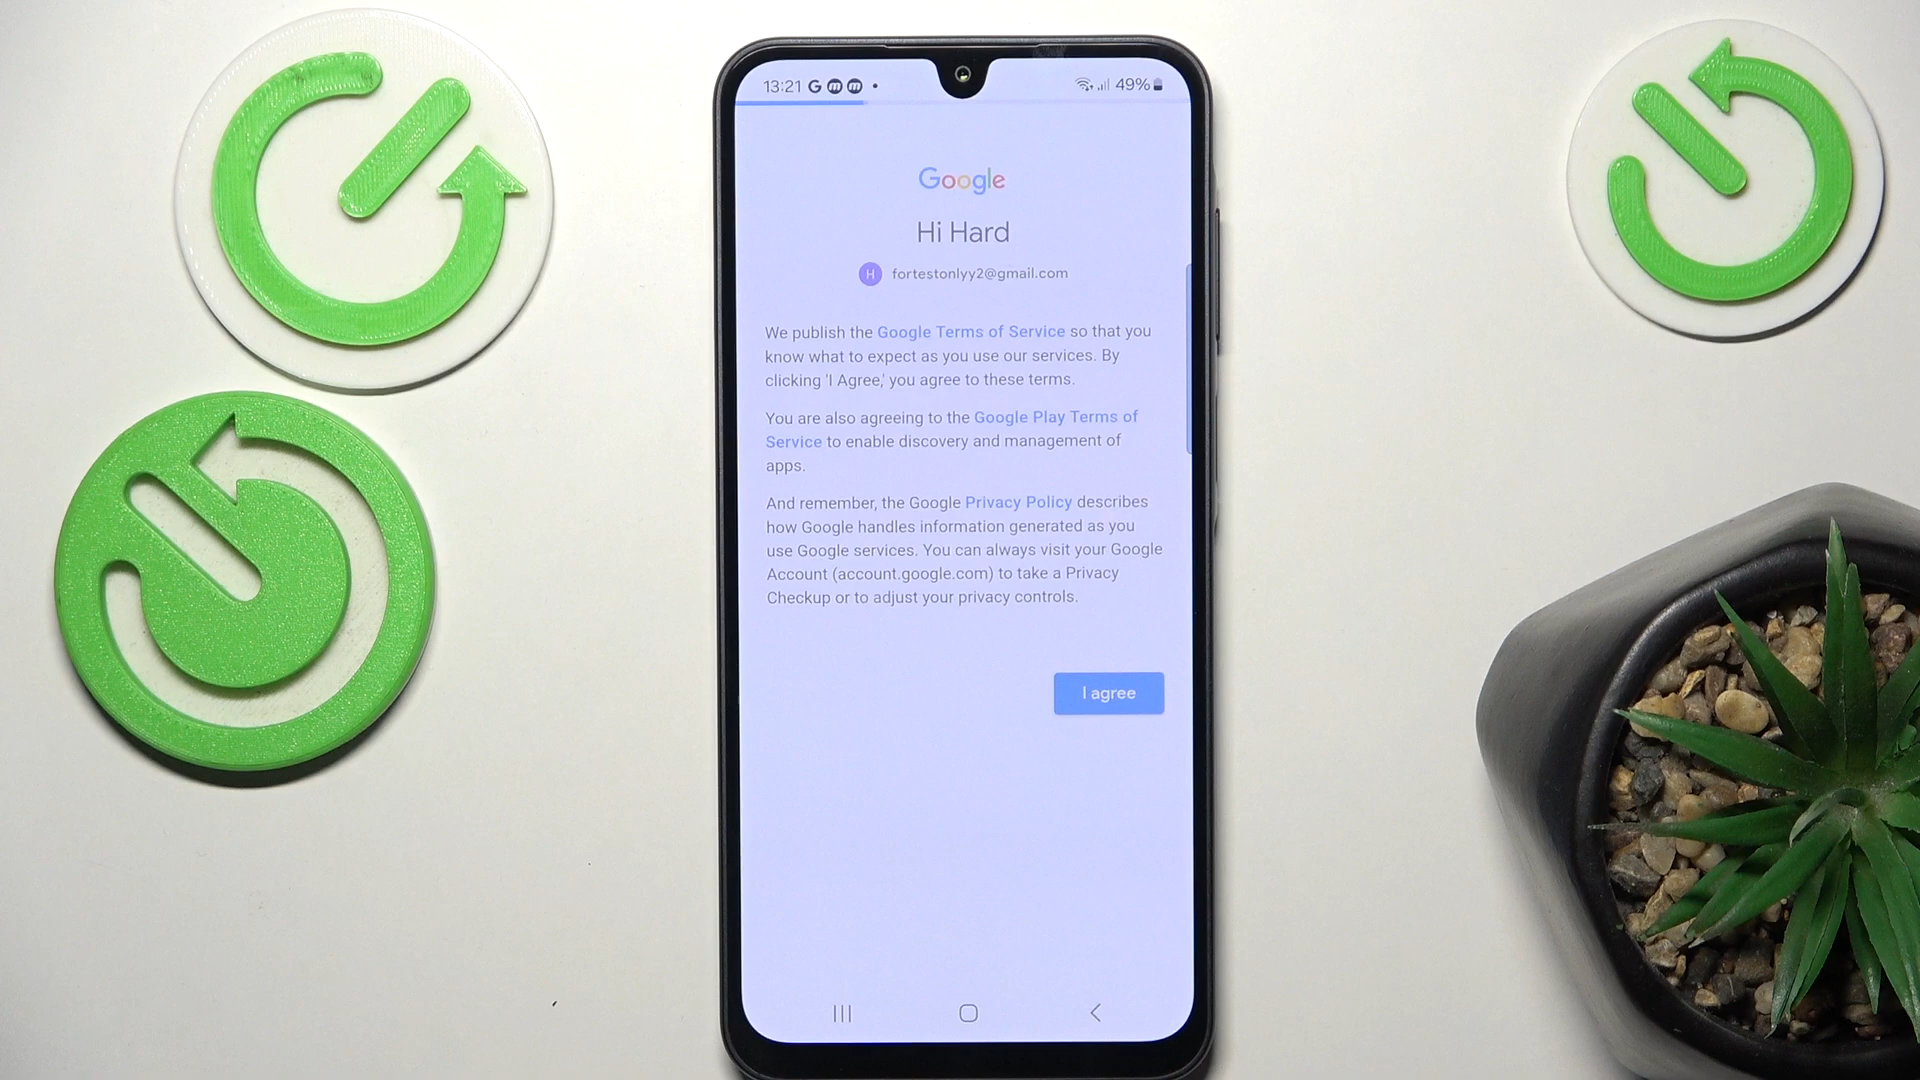 13:21 G m m • 49%
Google
Hi Hard
H fortestonlyy2@gmail.com
We publish the Google Terms of Service so that you
know what to expect as you use our services. By
clicking 'I Agree,' you agree to these terms.
You are also agreeing to the Google Play Terms of
Service to enable discovery and management of
apps.
And remember, the Google Privacy Policy describes
how Google handles information generated as you
use Google services. You can always visit your Google
Account (account.google.com) to take a Privacy
Checkup or to adjust your privacy controls.
I agree